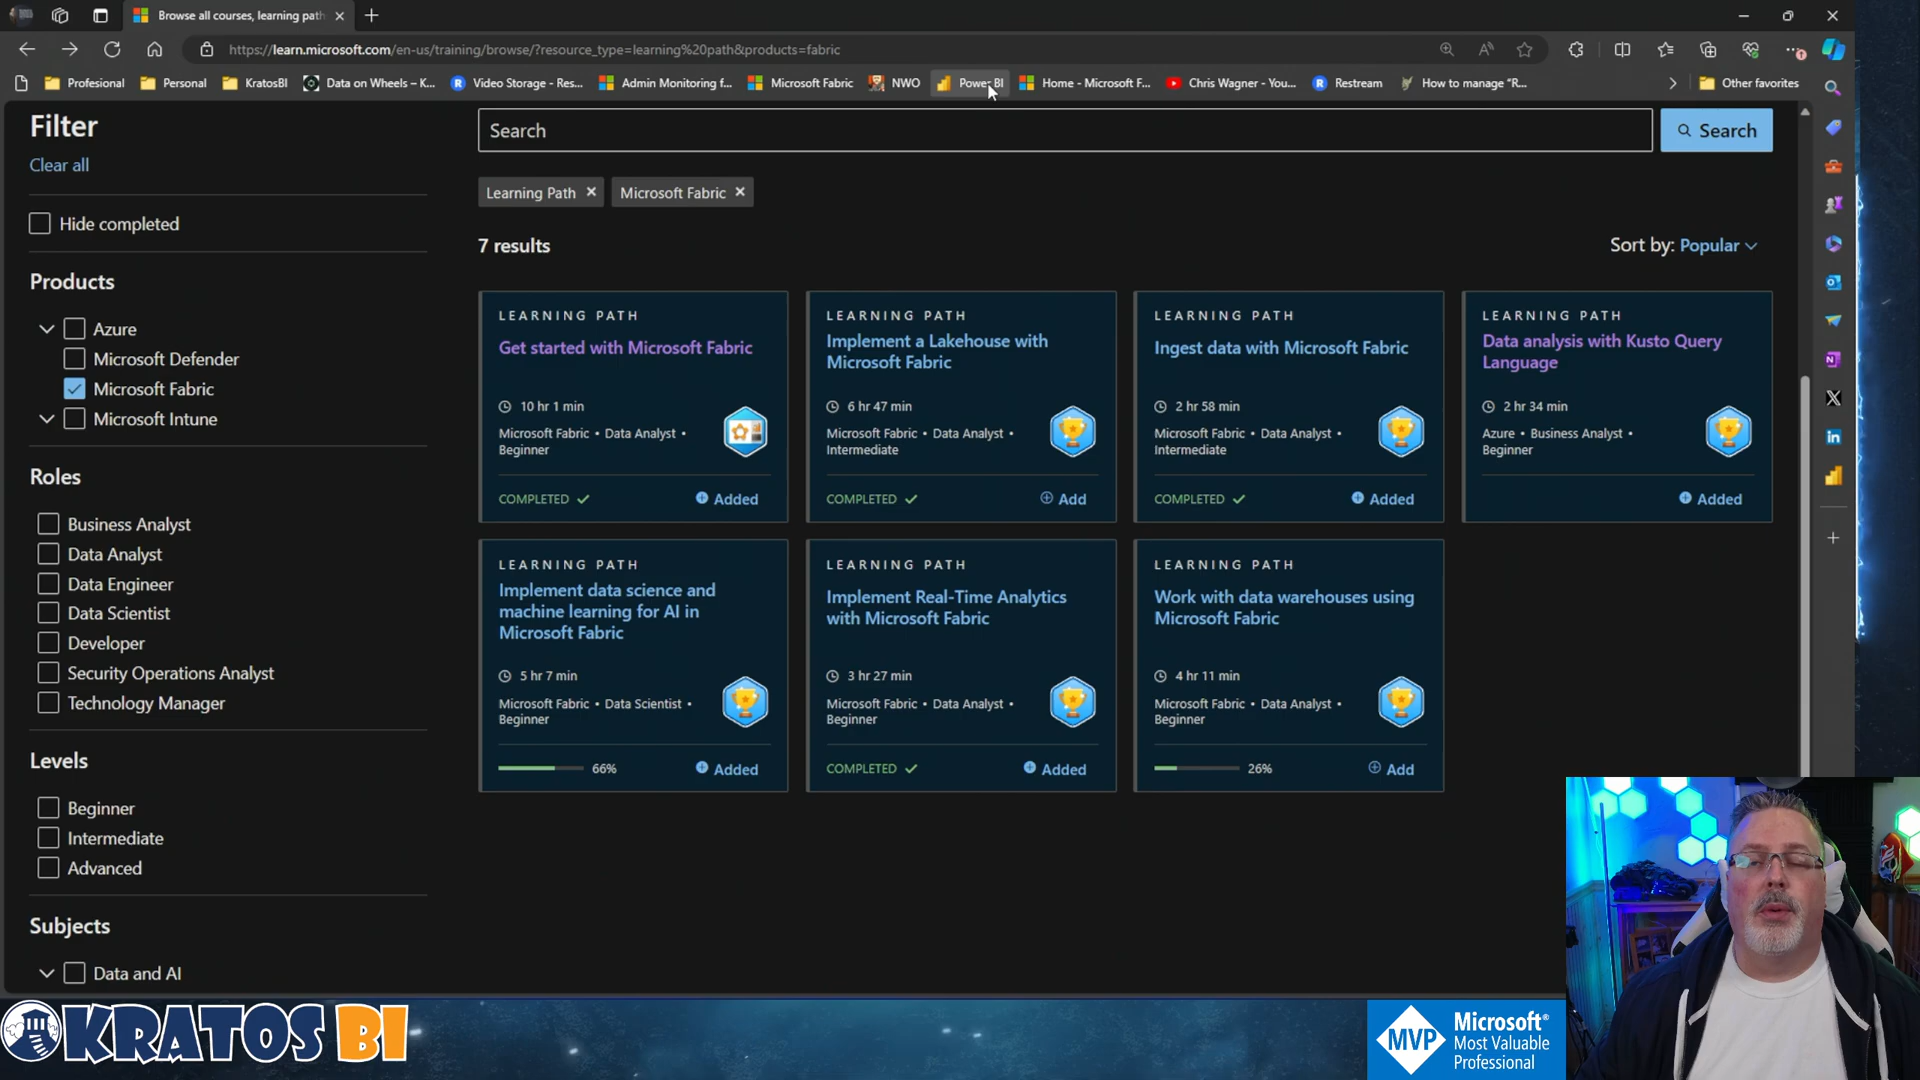 Browse all courses, learning path
https://learn.microsoft.com/en-us/training/browse/?resource_type=learning%20path&products=fabric
Profesional
Personal
KratosBI
Data on Wheels – K...
Video Storage - Res...
Admin Monitoring f...
Microsoft Fabric
NWO
Power BI
Home - Microsoft F...
Chris Wagner - You...
Restream
How to manage "R...
Other favorites
Filter
Clear all
Hide completed
Products
Azure
Microsoft Defender
Microsoft Fabric
Microsoft Intune
Roles
Business Analyst
Data Analyst
Data Engineer
Data Scientist
Developer
Security Operations Analyst
Technology Manager
Levels
Beginner
Intermediate
Advanced
Subjects
Data and AI
Search
Search
Learning Path
Microsoft Fabric
7 results
Sort by: Popular
LEARNING PATH
Get started with Microsoft Fabric
10 hr 1 min
Microsoft Fabric • Data Analyst •
Beginner
COMPLETED
Added
LEARNING PATH
Implement a Lakehouse with
Microsoft Fabric
6 hr 47 min
Microsoft Fabric • Data Analyst •
Intermediate
COMPLETED
Add
LEARNING PATH
Ingest data with Microsoft Fabric
2 hr 58 min
Microsoft Fabric • Data Analyst •
Intermediate
COMPLETED
Added
LEARNING PATH
Data analysis with Kusto Query
Language
2 hr 34 min
Azure • Business Analyst •
Beginner
Added
LEARNING PATH
Implement data science and
machine learning for AI in
Microsoft Fabric
5 hr 7 min
Microsoft Fabric • Data Scientist •
Beginner
66%
Added
LEARNING PATH
Implement Real-Time Analytics
with Microsoft Fabric
3 hr 27 min
Microsoft Fabric • Data Analyst •
Beginner
COMPLETED
Added
LEARNING PATH
Work with data warehouses using
Microsoft Fabric
4 hr 11 min
Microsoft Fabric • Data Analyst •
Beginner
26%
Add
KRATOS BI
MVP
Microsoft®
Most Valuable
Professional